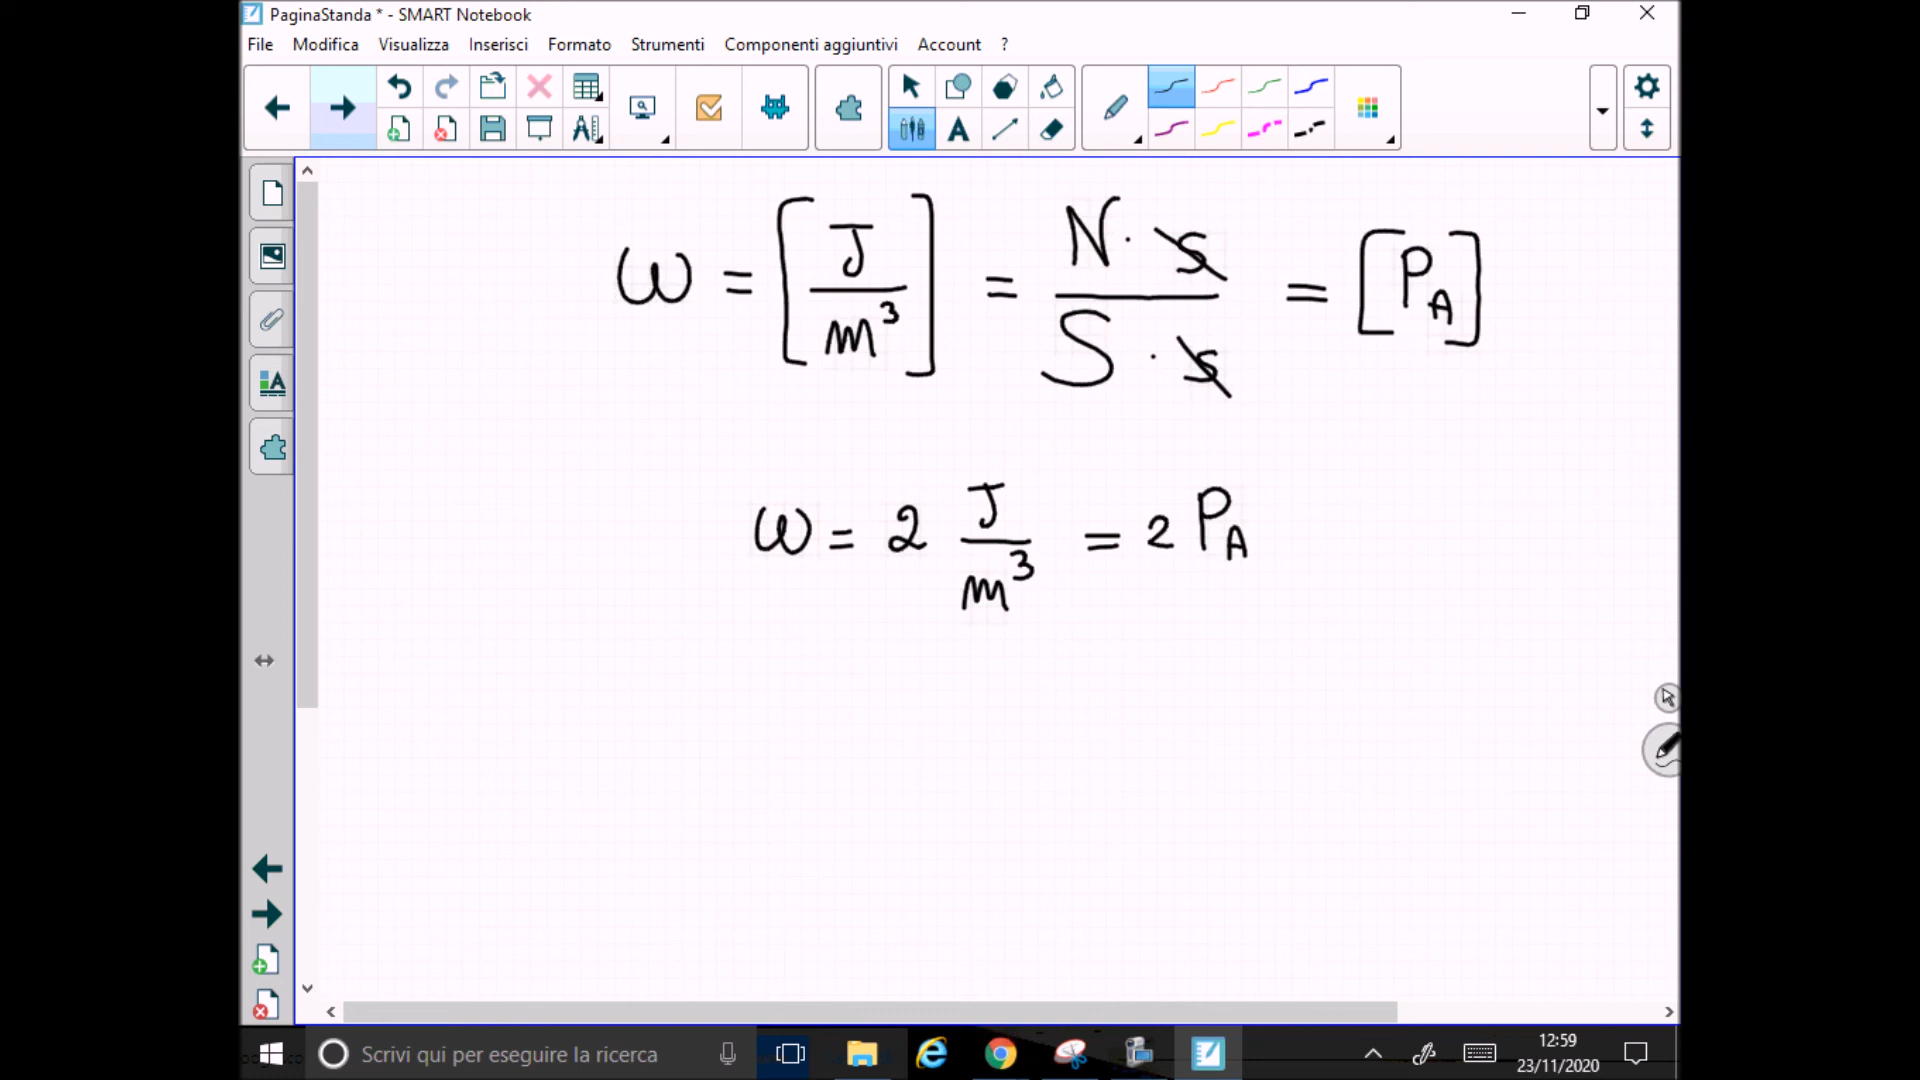 PaginaStanda * - SMART Notebook
File Modifica Visualizza Inserisci Formato Strumenti Componenti aggiuntivi Account ?
ω = [J/m³] = N · s / S · s = [PA]
ω = 2 J/m³ = 2 PA
Scrivi qui per eseguire la ricerca
12:59
23/11/2020